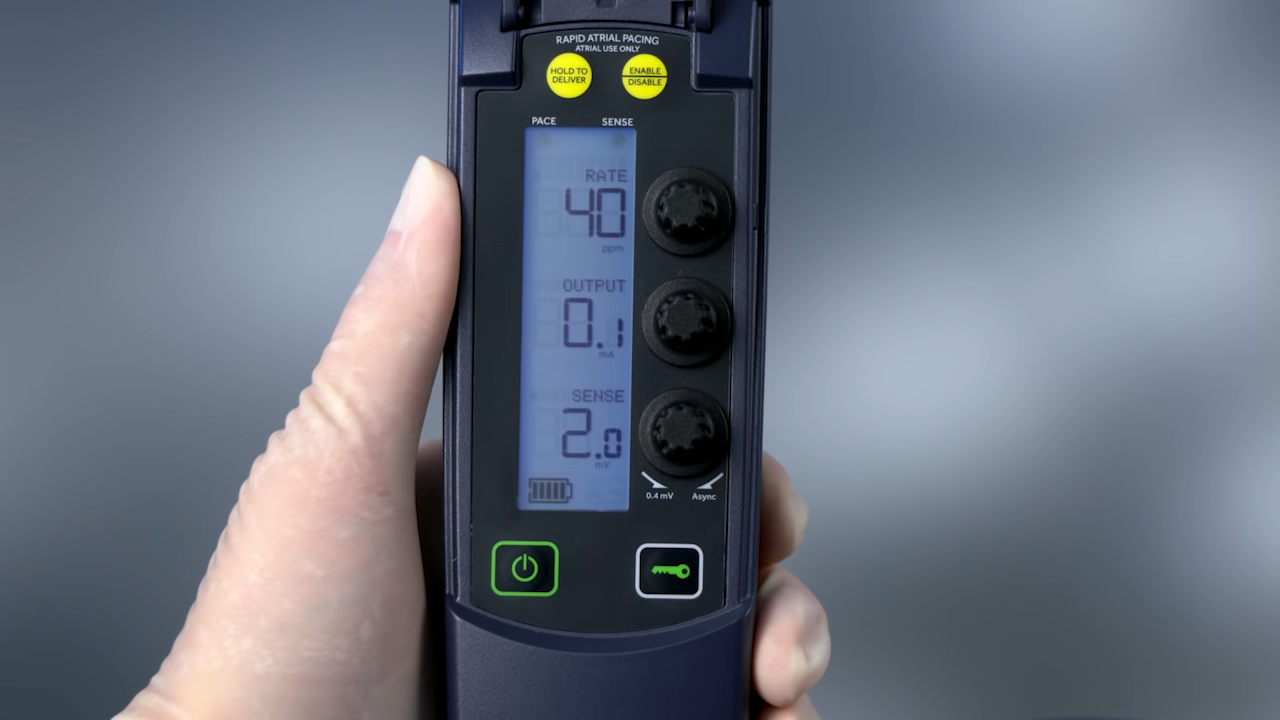 RAPID ATRIAL PACING
ATRIAL USE ONLY
HOLD TO
DELIVER
ENABLE
DISABLE
PACE SENSE
RATE
40
ppm
OUTPUT
0.1
mA
SENSE
2.0
mV
0.4 mV Async